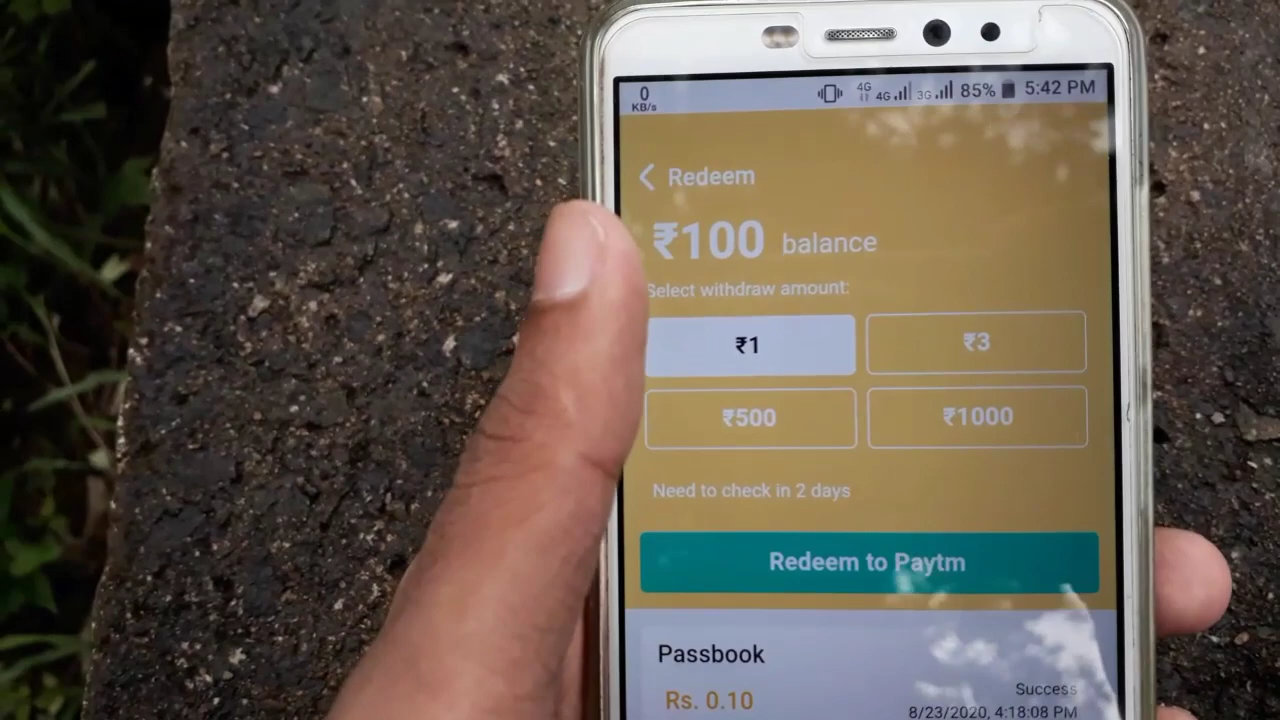 0 KB/s 4G 4G 3G 85% 5:42 PM
Redeem
₹100 balance
Select withdraw amount:
₹1 ₹3
₹500 ₹1000
Need to check in 2 days
Redeem to Paytm
Passbook
Rs. 0.10 Success
8/23/2020, 4:18:08 PM